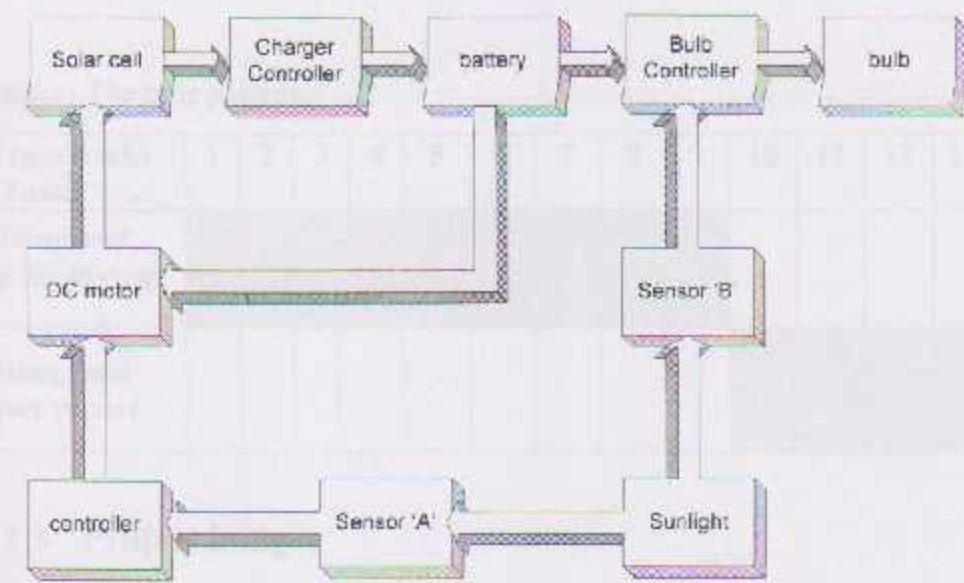 Solar cell
Charger
Controller
battery
Bulb
Controller
bulb
DC motor
Sensor 'B
controller
Sensor 'A'
Sunlight